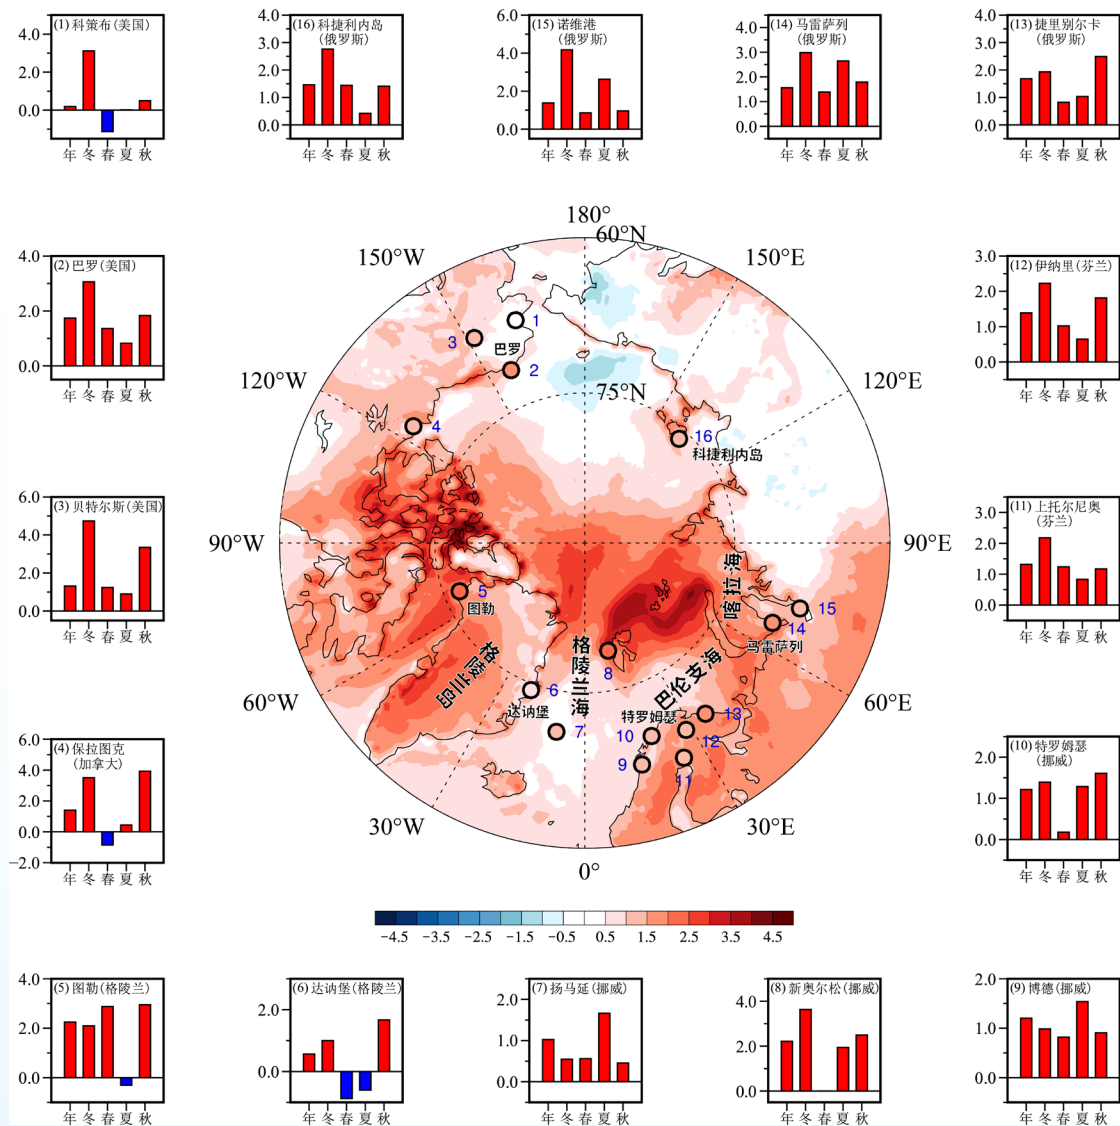 (1) 科策布(美国)
4.0
2.0
0.0
年 冬 春 夏 秋
(16) 科捷利内岛
(俄罗斯)
4.0
3.0
2.0
1.0
0.0
年 冬 春 夏 秋
(15) 诺维港
(俄罗斯)
6.0
4.0
2.0
0.0
年 冬 春 夏 秋
(14) 马雷萨列
(俄罗斯)
4.0
3.0
2.0
1.0
0.0
年 冬 春 夏 秋
(13) 捷里别尔卡
(俄罗斯)
4.0
3.0
2.0
1.0
0.0
年 冬 春 夏 秋
(2) 巴罗(美国)
4.0
2.0
0.0
年 冬 春 夏 秋
(12) 伊纳里(芬兰)
3.0
2.0
1.0
0.0
年 冬 春 夏 秋
(3) 贝特尔斯(美国)
6.0
4.0
2.0
0.0
年 冬 春 夏 秋
(11) 上托尔尼奥
(芬兰)
3.0
2.0
1.0
0.0
年 冬 春 夏 秋
(4) 保拉图克
(加拿大)
6.0
4.0
2.0
0.0
−2.0
年 冬 春 夏 秋
(10) 特罗姆瑟
(挪威)
2.0
1.0
0.0
年 冬 春 夏 秋
180°
60°N
150°W
150°E
120°W
120°E
75°N
90°W
90°E
60°W
60°E
30°W
30°E
0°
1
3
巴罗
2
4
16
科捷利内岛
5
图勒
喀拉海
15
14
马雷萨列
格陵兰岛
格陵兰海
8
巴伦支海
6
达讷堡
7
特罗姆瑟
13
10
12
9
11
−4.5 −3.5 −2.5 −1.5 −0.5 0.5 1.5 2.5 3.5 4.5
(5) 图勒(格陵兰)
4.0
2.0
0.0
年 冬 春 夏 秋
(6) 达讷堡(格陵兰)
2.0
0.0
年 冬 春 夏 秋
(7) 扬马延(挪威)
2.0
1.0
0.0
年 冬 春 夏 秋
(8) 新奥尔松(挪威)
4.0
2.0
0.0
年 冬 春 夏 秋
(9) 博德(挪威)
2.0
1.0
0.0
年 冬 春 夏 秋